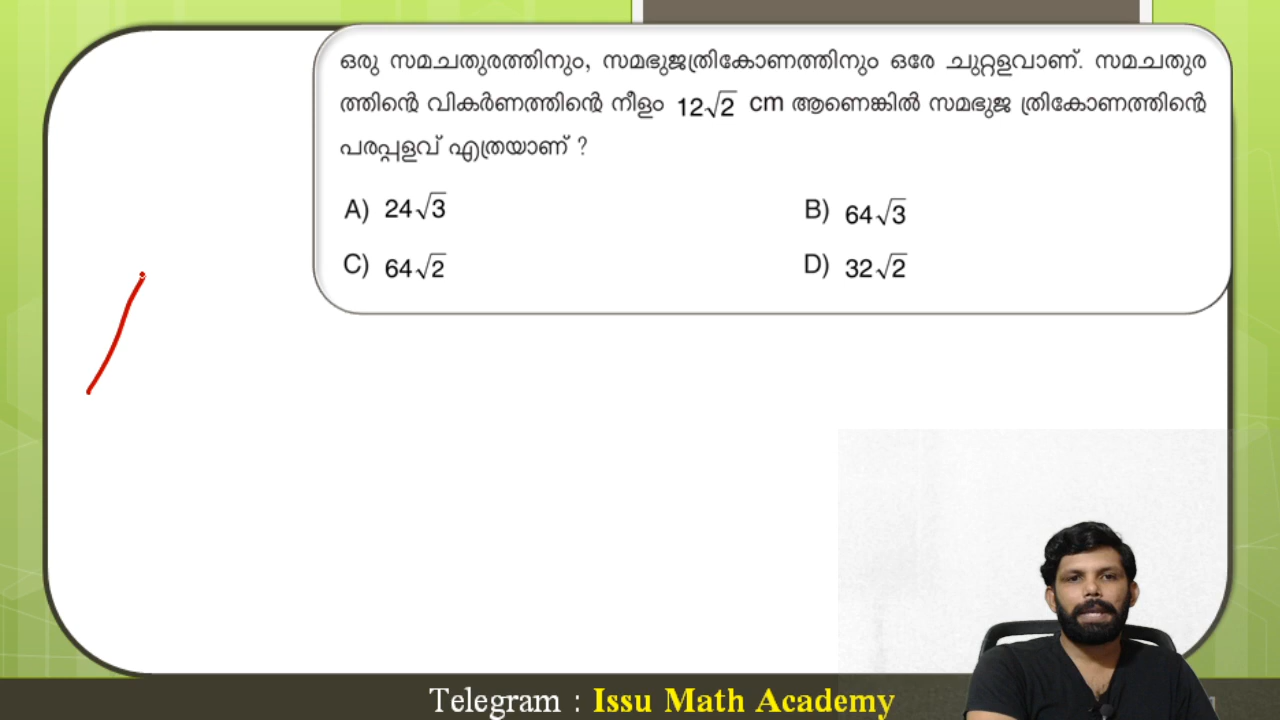 ഒരു സമചതുരത്തിനും, സമഭുജത്രികോണത്തിനും ഒരേ ചുറ്റളവാണ്. സമചതുര
ത്തിന്റെ വികർണത്തിന്റെ നീളം 12√2 cm ആണെങ്കിൽ സമഭുജ ത്രികോണത്തിന്റെ
പരപ്പളവ് എത്രയാണ് ?
A) 24√3 B) 64√3
C) 64√2 D) 32√2
Telegram : Issu Math Academy